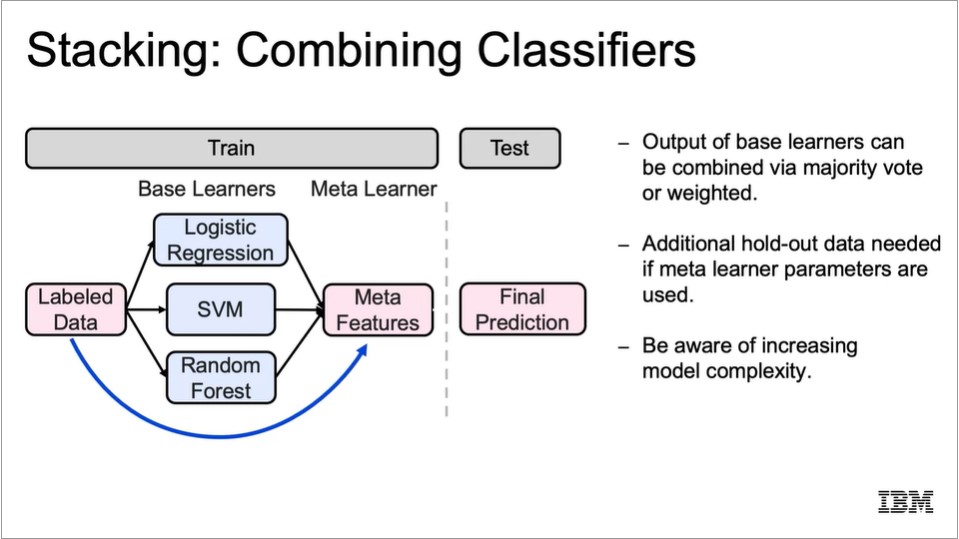 Stacking: Combining Classifiers
Train
Test
Base Learners
Meta Learner
Logistic
Regression
Labeled
Data
SVM
Meta
Features
Final
Prediction
Random
Forest
– Output of base learners can
be combined via majority vote
or weighted.
– Additional hold-out data needed
if meta learner parameters are
used.
– Be aware of increasing
model complexity.
IBM